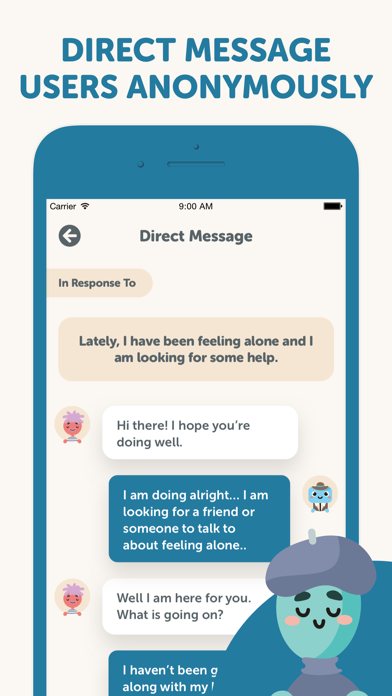 DIRECT MESSAGE
USERS ANONYMOUSLY
Carrier
9:00 AM
Direct Message
In Response To
Lately, I have been feeling alone and I
am looking for some help.
Hi there! I hope you're
doing well.
I am doing alright... I am
looking for a friend or
someone to talk to
about feeling alone..
Well I am here for you.
What is going on?
I haven't been
along with my